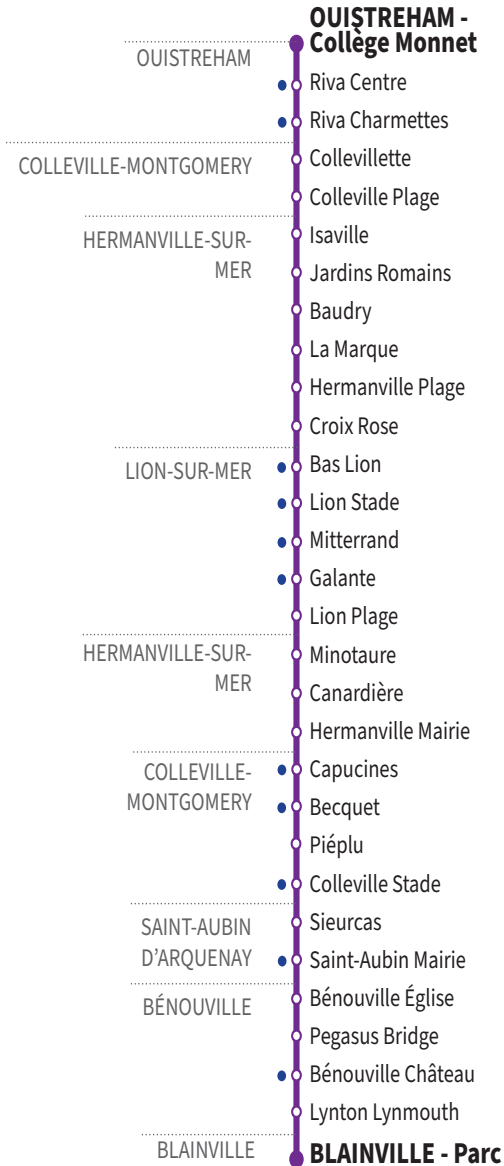 OUISTREHAM -
Collège Monnet
OUISTREHAM
Riva Centre
Riva Charmettes
COLLEVILLE-MONTGOMERY
Collevillette
Colleville Plage
HERMANVILLE-SUR-
MER
Isaville
Jardins Romains
Baudry
La Marque
Hermanville Plage
Croix Rose
LION-SUR-MER
Bas Lion
Lion Stade
Mitterrand
Galante
Lion Plage
HERMANVILLE-SUR-
MER
Minotaure
Canardière
Hermanville Mairie
COLLEVILLE-
MONTGOMERY
Capucines
Becquet
Piéplu
Colleville Stade
SAINT-AUBIN
D’ARQUENAY
Sieurcas
Saint-Aubin Mairie
BÉNOUVILLE
Bénouville Église
Pegasus Bridge
Bénouville Château
Lynton Lynmouth
BLAINVILLE
BLAINVILLE - Parc